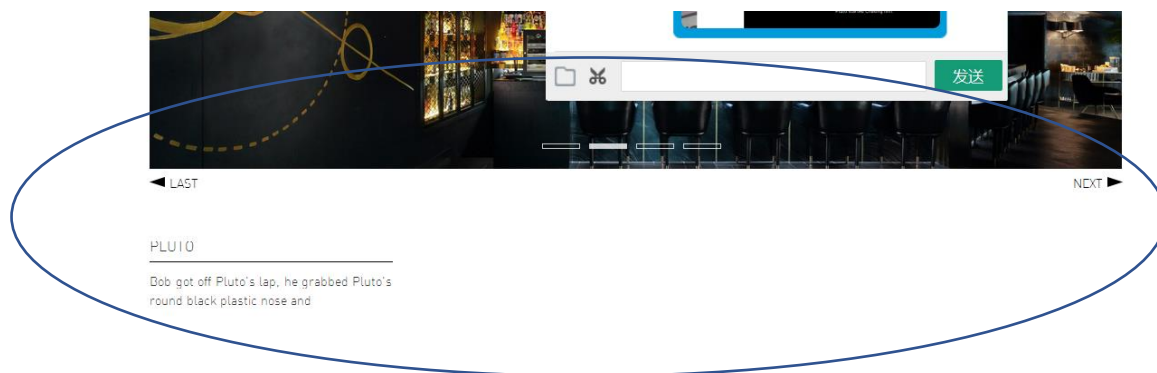 发送
LAST
NEXT
PLUTO
Bob got off Pluto's lap, he grabbed Pluto's
round black plastic nose and